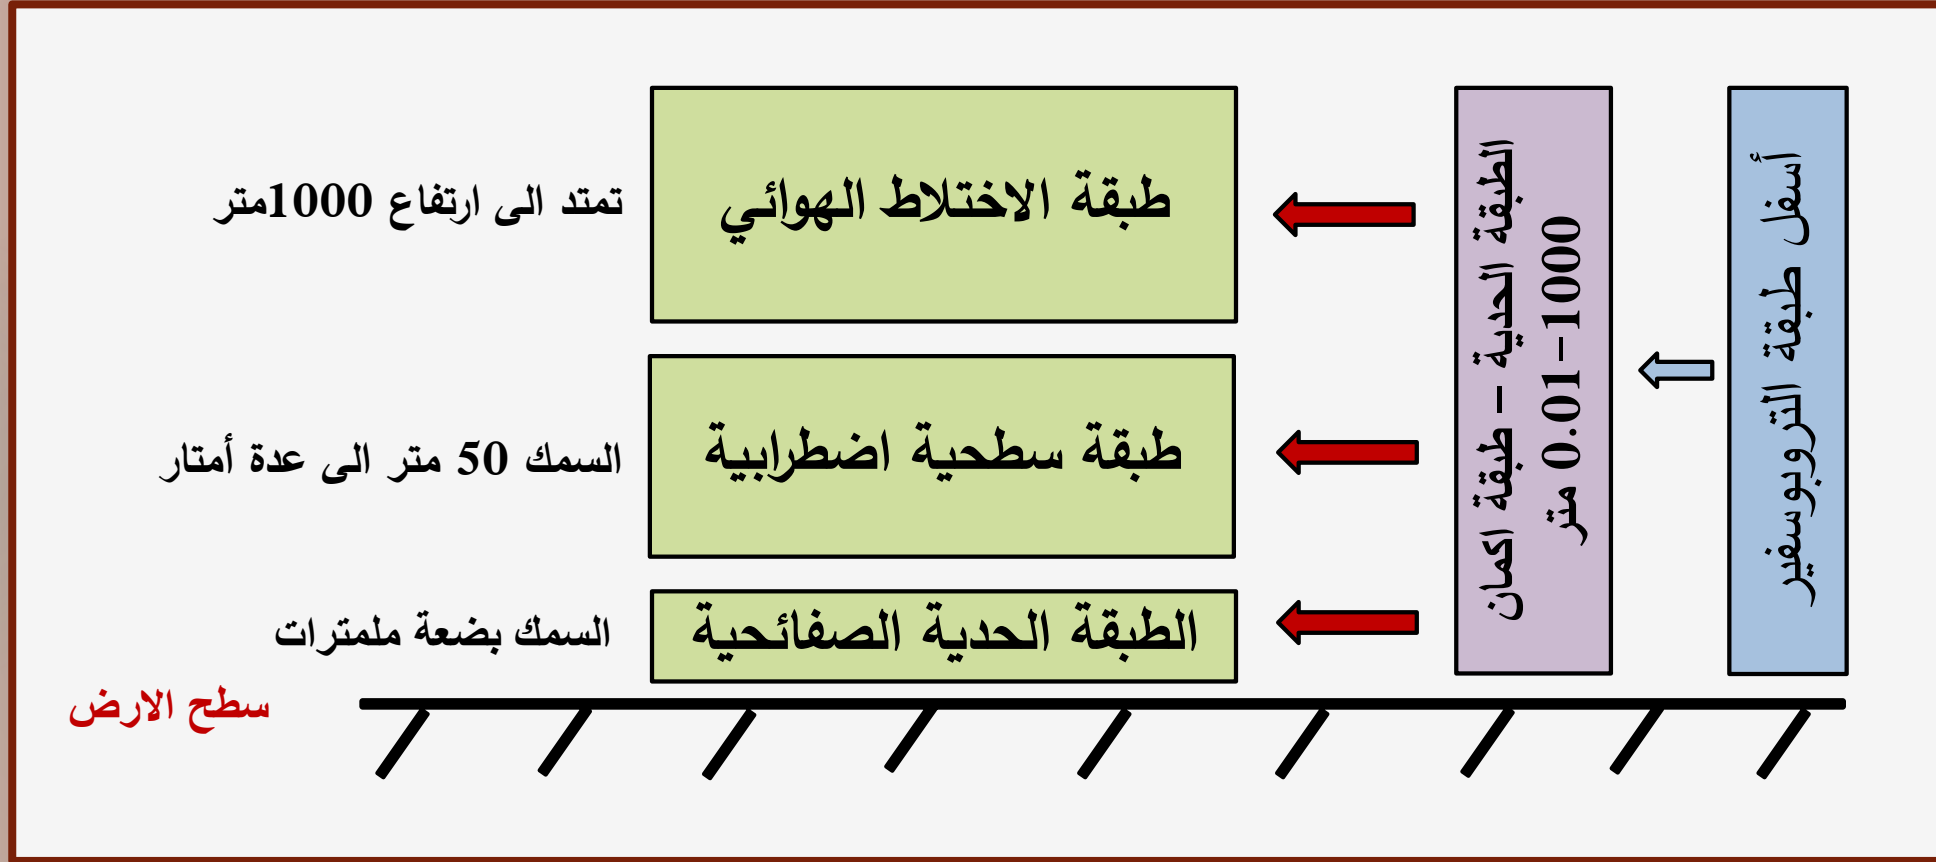 أسفل طبقة التروبوسفير
الطبقة الحدية – طبقة اكمان
0.01–1000 متر
طبقة الاختلاط الهوائي
تمتد الى ارتفاع 1000متر
طبقة سطحية اضطرابية
السمك 50 متر الى عدة أمتار
الطبقة الحدية الصفائحية
السمك بضعة ملمترات
سطح الارض